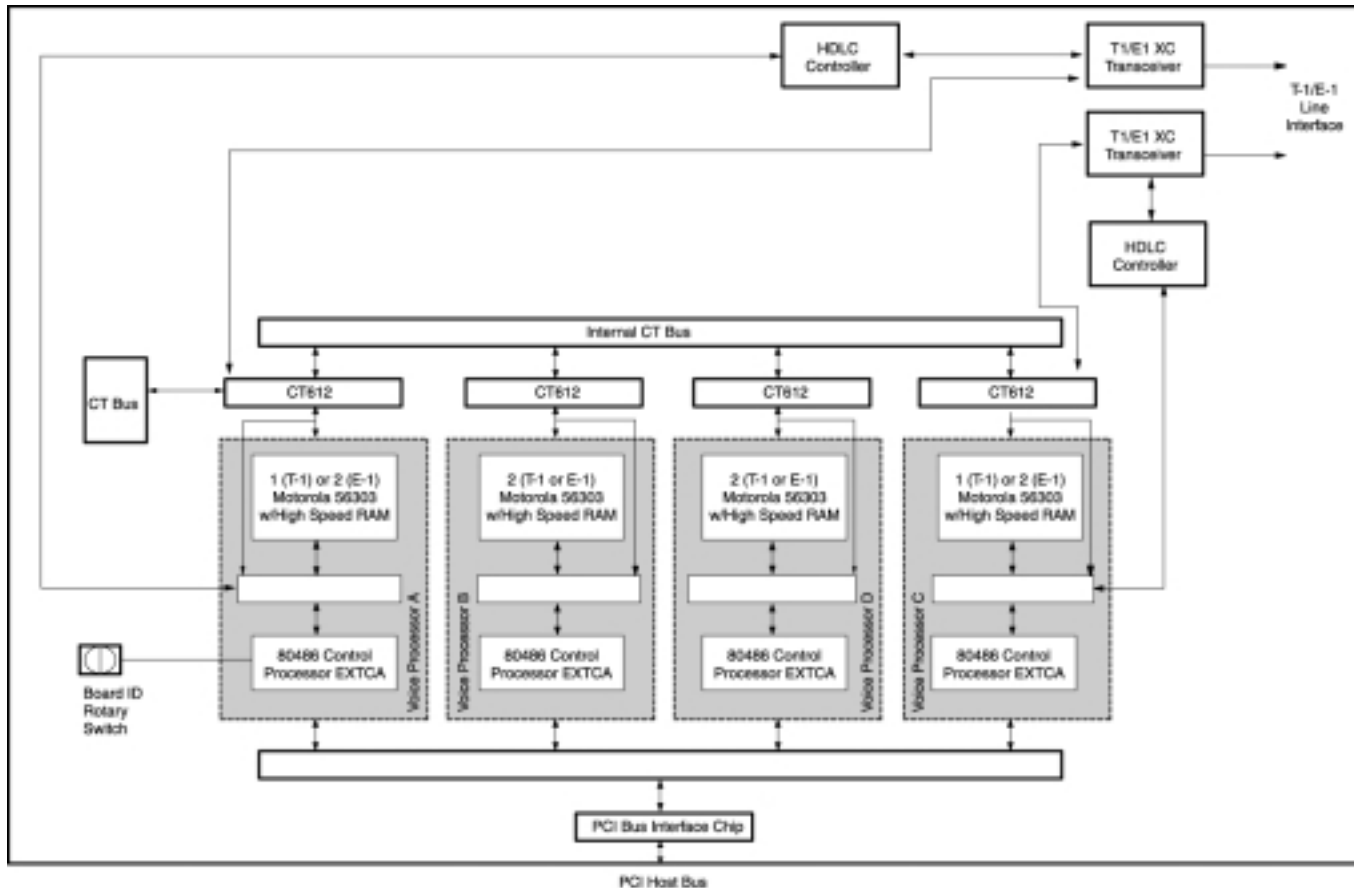 HDLC
Controller
T1/E1 XC
Transceiver
T-1/E-1
Line
Interface
T1/E1 XC
Transceiver
HDLC
Controller
Internal CT Bus
CT Bus
CT612
CT612
CT612
CT612
1 (T-1) or 2 (E-1)
Motorola 56303
w/High Speed RAM
2 (T-1 or E-1)
Motorola 56303
w/High Speed RAM
2 (T-1 or E-1)
Motorola 56303
w/High Speed RAM
1 (T-1) or 2 (E-1)
Motorola 56303
w/High Speed RAM
Voice Processor A
Voice Processor B
Voice Processor D
Voice Processor C
80486 Control
Processor EXTCA
80486 Control
Processor EXTCA
80486 Control
Processor EXTCA
80486 Control
Processor EXTCA
Board ID
Rotary
Switch
PCI Bus Interface Chip
PCI Host Bus